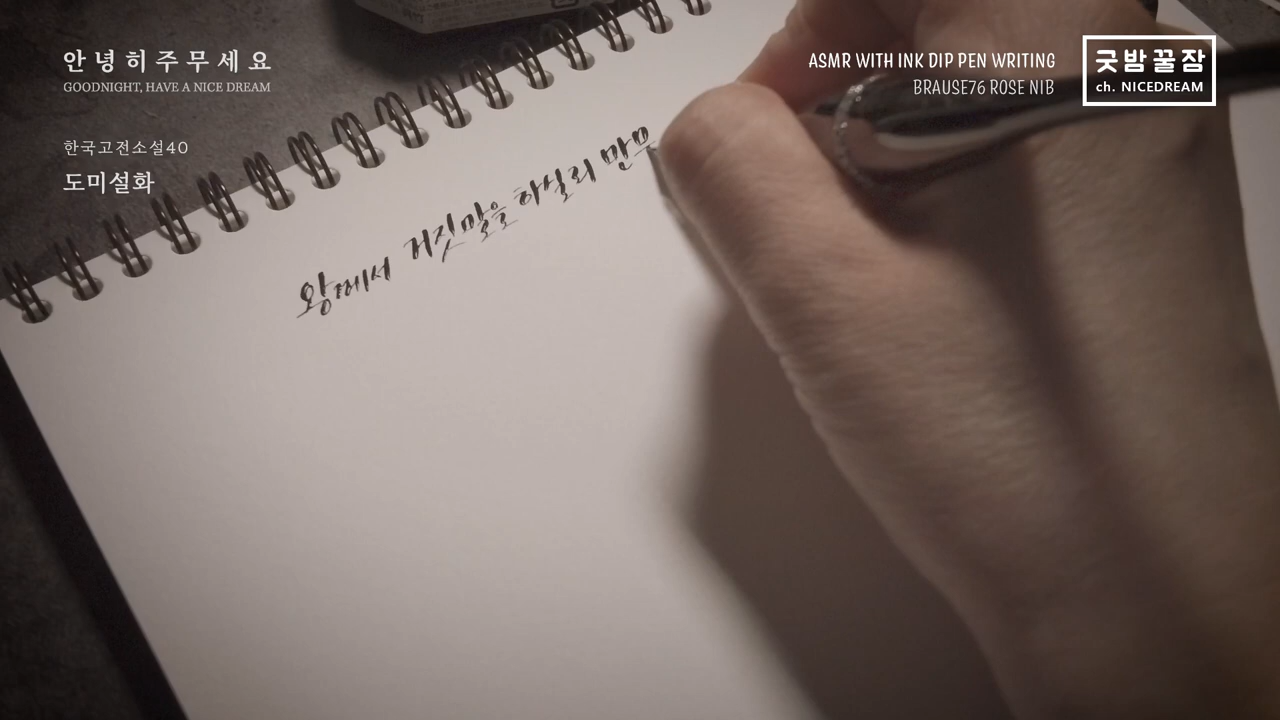 안녕히주무세요
GOODNIGHT, HAVE A NICE DREAM
한국고전소설40
도미설화
ASMR WITH INK DIP PEN WRITING
BRAUSE76 ROSE NIB
굿밤꿀잠
ch. NICEDREAM
왕께서 거짓말을 하실리 만무